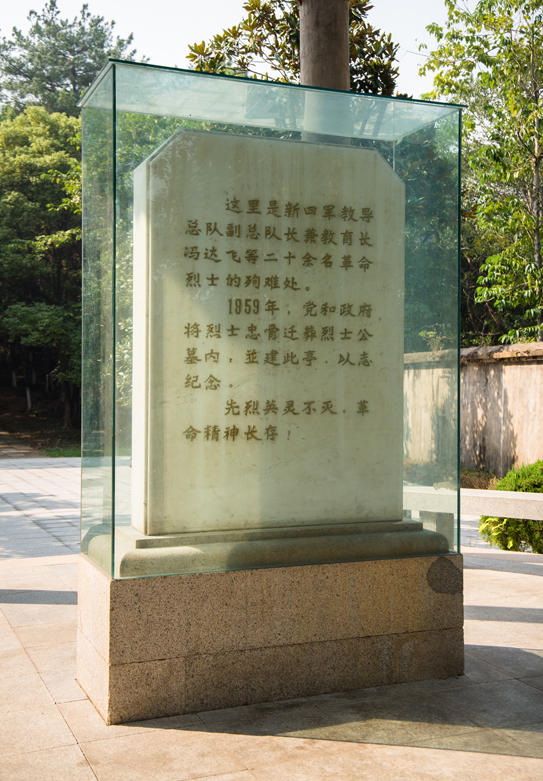 这里是新四军教导
总队副总队长兼教育长
冯达飞等二十余名革命
烈士的殉难处。
1959年，党和政府
将烈士忠骨迁葬烈士公
墓内，並建此亭，以志
纪念。
先烈英灵不灭，革
命精神长存！